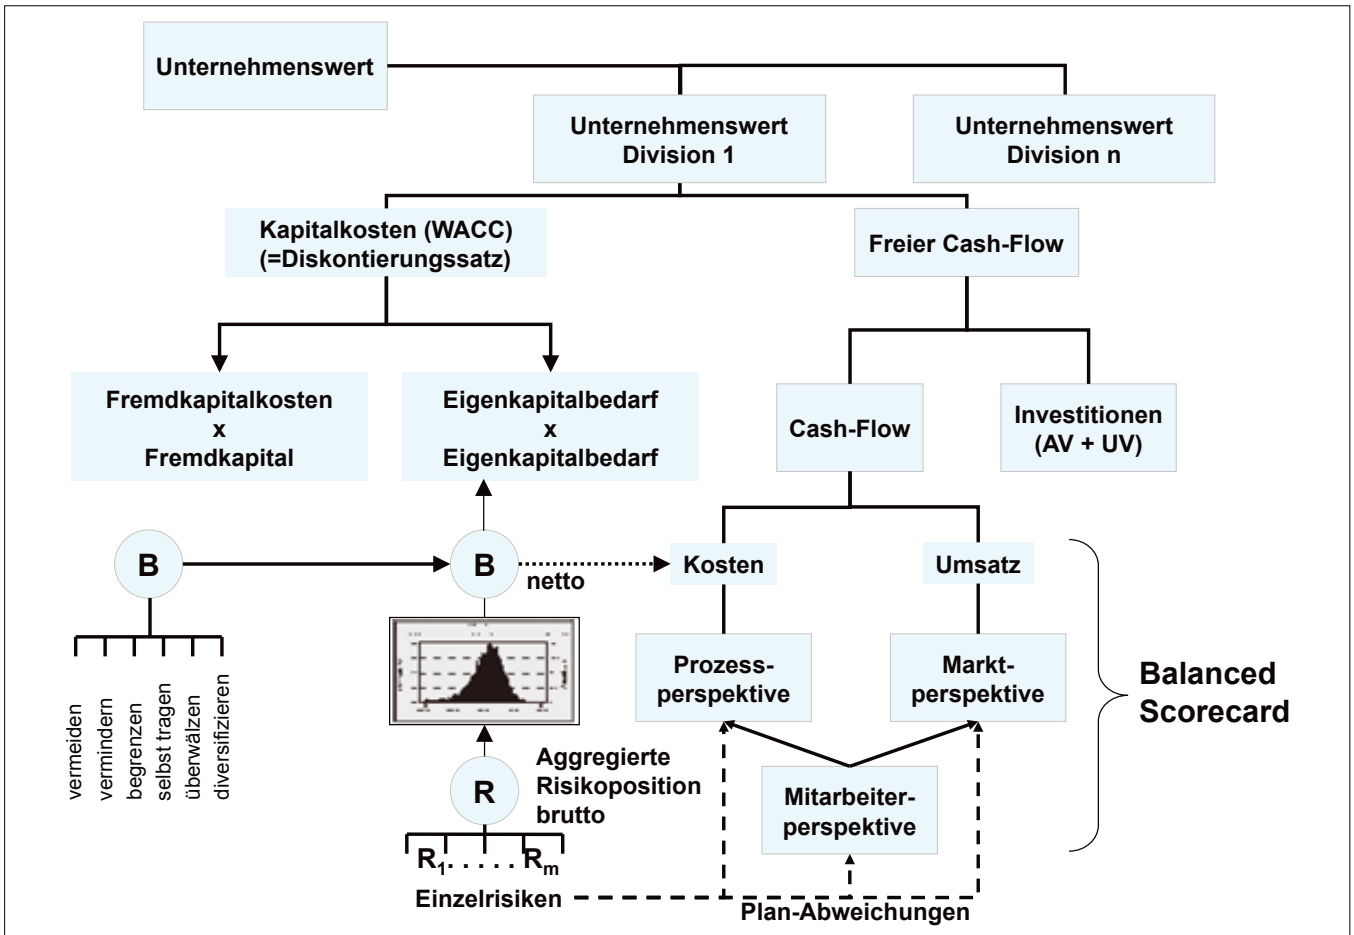 Unternehmenswert
Unternehmenswert
Division 1
Unternehmenswert
Division n
Kapitalkosten (WACC)
(=Diskontierungssatz)
Freier Cash-Flow
Fremdkapitalkosten
x
Fremdkapital
Eigenkapitalbedarf
x
Eigenkapitalbedarf
Cash-Flow
Investitionen
(AV + UV)
B
B
netto
Kosten
Umsatz
vermeiden
vermindern
begrenzen
selbst tragen
überwälzen
diversifizieren
Prozess-
perspektive
Markt-
perspektive
Balanced
Scorecard
Aggregierte
Risikoposition
brutto
R
Mitarbeiter-
perspektive
R1 . . . . . Rm
Einzelrisiken
Plan-Abweichungen